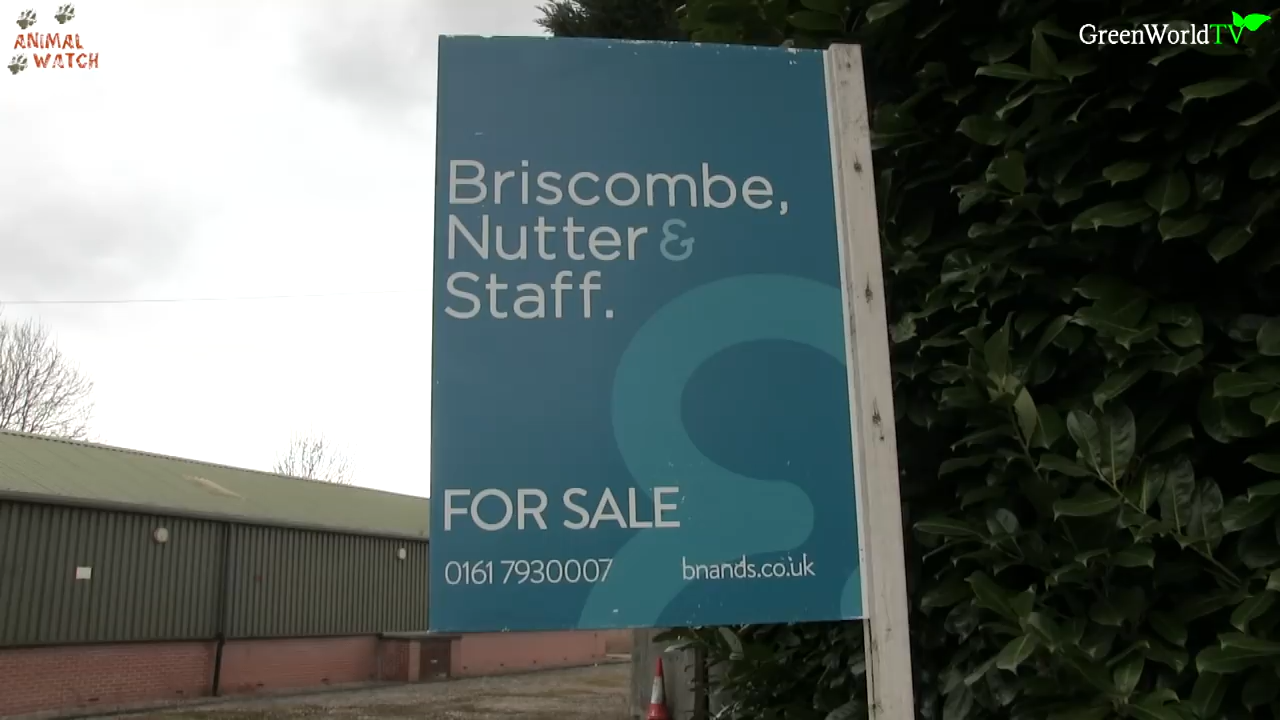 ANIMAL
WATCH
GreenWorldTV
Briscombe,
Nutter &
Staff.
FOR SALE
0161 7930007 bnands.co.uk